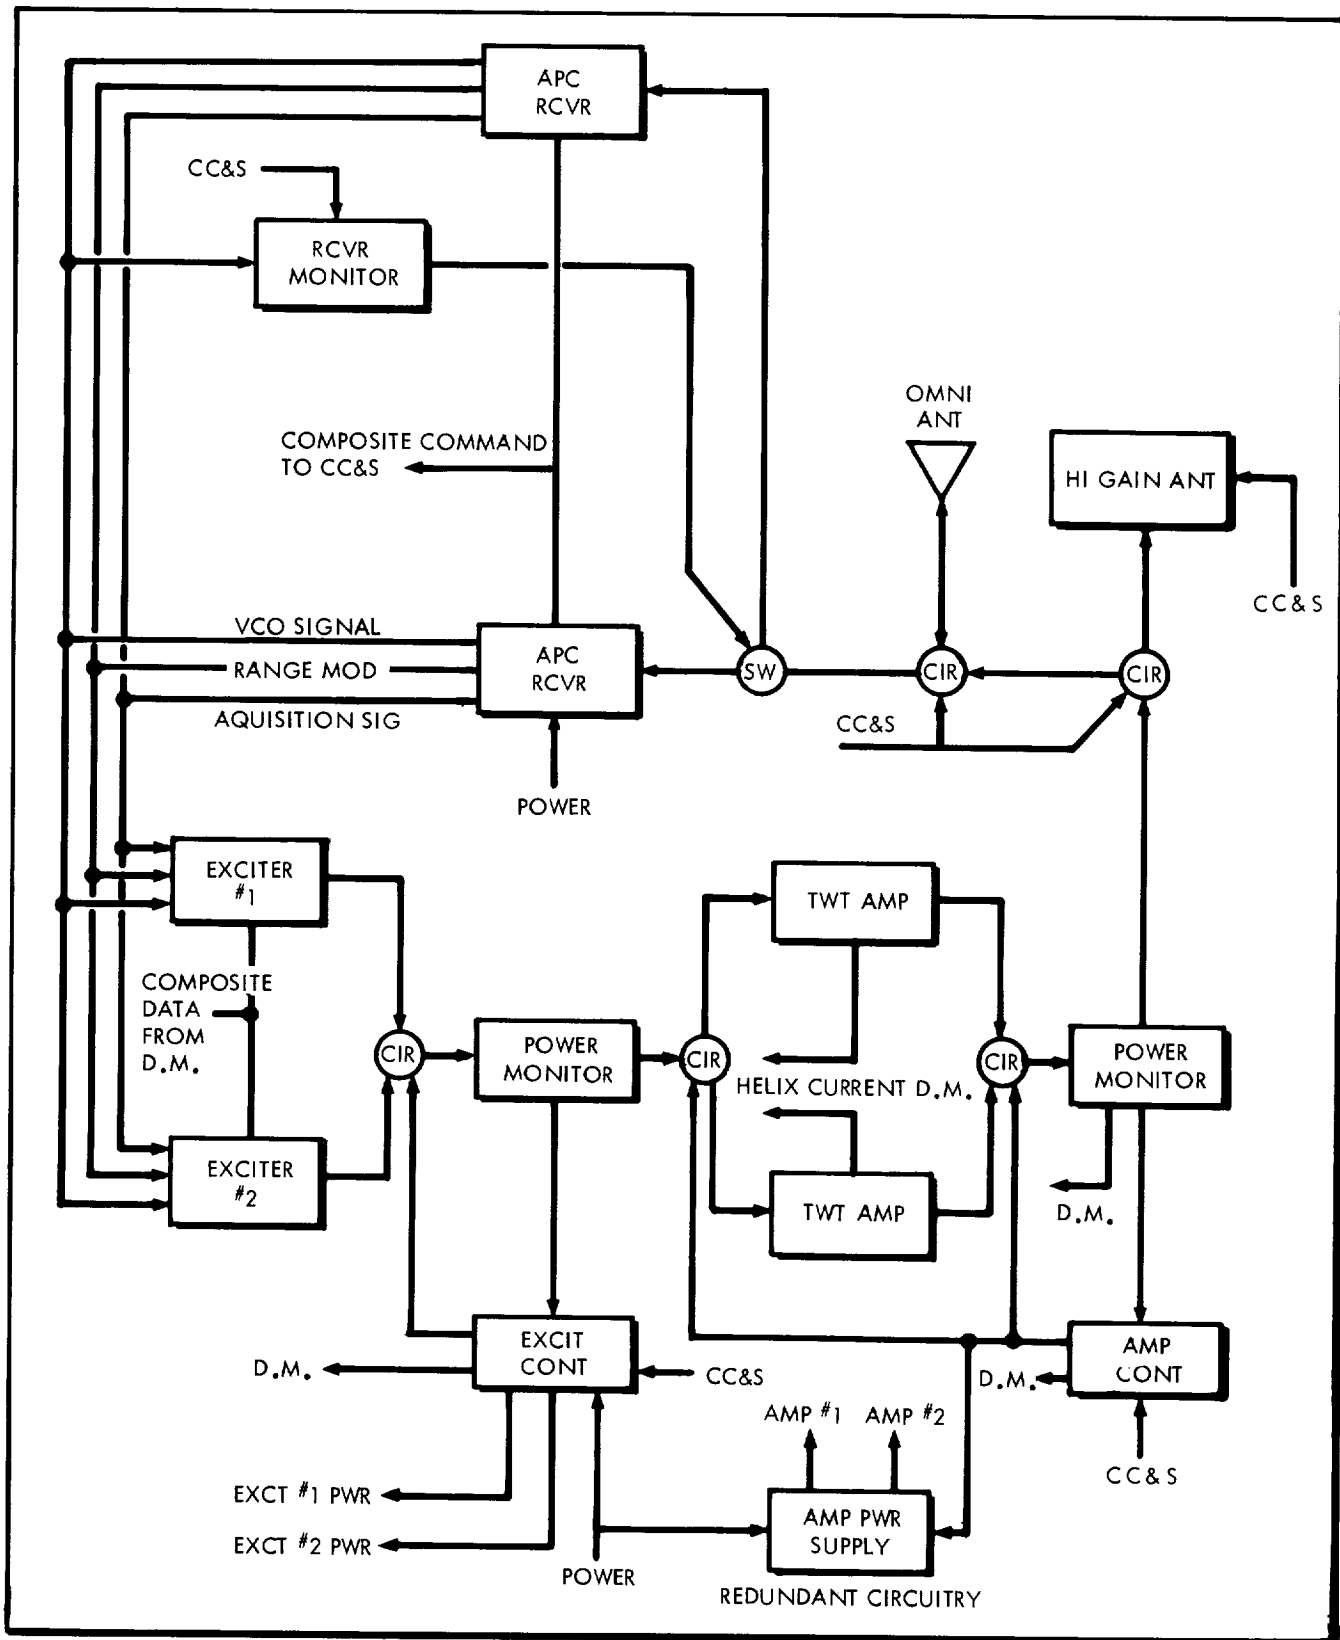 APC
RCVR
CC&S
RCVR
MONITOR
OMNI
ANT
COMPOSITE COMMAND
TO CC&S
HI GAIN ANT
CC&S
VCO SIGNAL
RANGE MOD
AQUISITION SIG
APC
RCVR
SW
CIR
CIR
CC&S
POWER
EXCITER
#1
TWT AMP
COMPOSITE
DATA
FROM
D.M.
CIR
POWER
MONITOR
CIR
HELIX CURRENT D.M.
CIR
POWER
MONITOR
EXCITER
#2
TWT AMP
D.M.
EXCIT
CONT
D.M.
CC&S
AMP
CONT
D.M.
AMP #1 AMP #2
CC&S
EXCT #1 PWR
EXCT #2 PWR
AMP PWR
SUPPLY
POWER
REDUNDANT CIRCUITRY